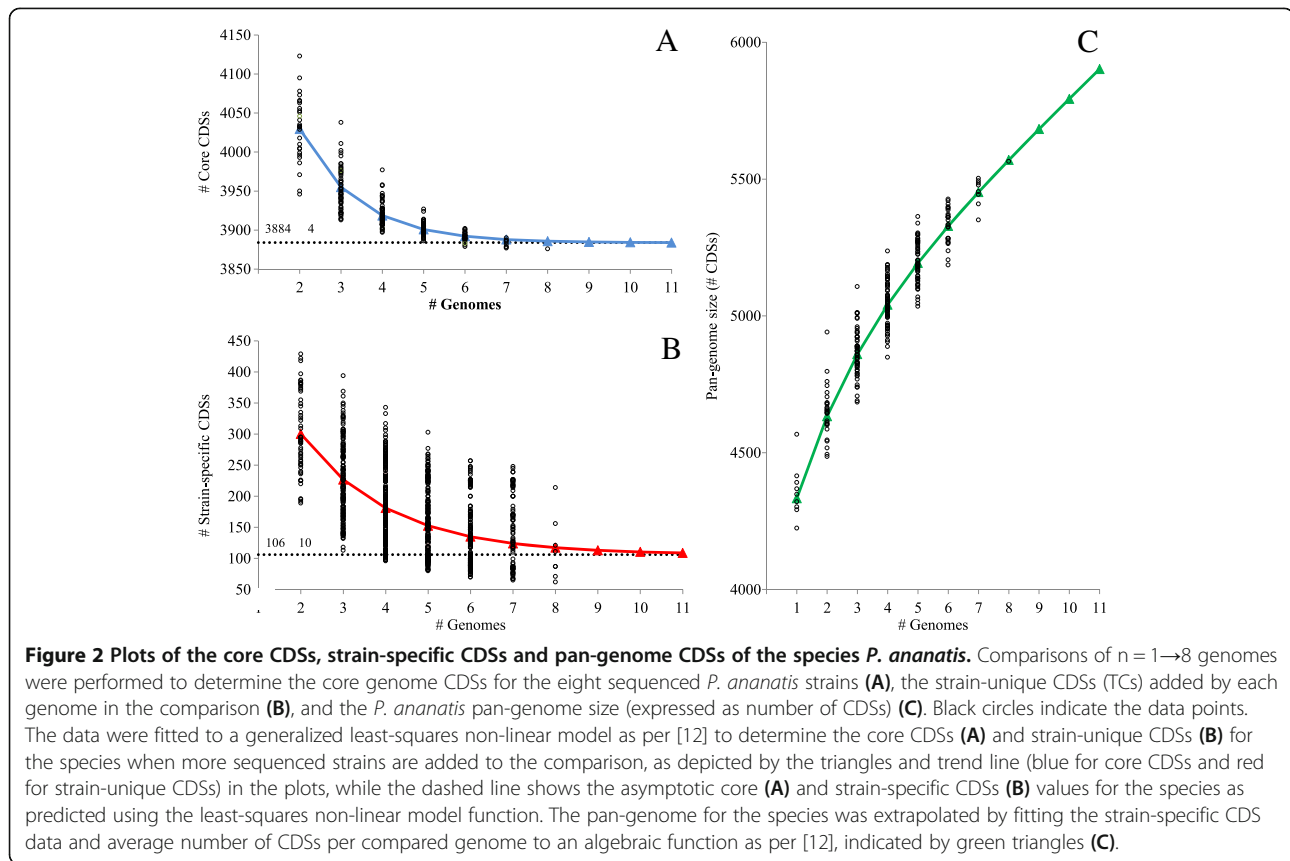 A
4150
4100
4050
4000
3950
3900
3850
# Core CDSs
3884 4
2 3 4 5 6 7 8 9 10 11
# Genomes
B
450
400
350
300
250
200
150
100
50
# Strain-specific CDSs
106 10
2 3 4 5 6 7 8 9 10 11
# Genomes
C
6000
5500
5000
4500
4000
Pan-genome size (# CDSs)
1 2 3 4 5 6 7 8 9 10 11
# Genomes
Figure 2 Plots of the core CDSs, strain-specific CDSs and pan-genome CDSs of the species P. ananatis. Comparisons of n = 1→8 genomes
were performed to determine the core genome CDSs for the eight sequenced P. ananatis strains (A), the strain-unique CDSs (TCs) added by each
genome in the comparison (B), and the P. ananatis pan-genome size (expressed as number of CDSs) (C). Black circles indicate the data points.
The data were fitted to a generalized least-squares non-linear model as per [12] to determine the core CDSs (A) and strain-unique CDSs (B) for
the species when more sequenced strains are added to the comparison, as depicted by the triangles and trend line (blue for core CDSs and red
for strain-unique CDSs) in the plots, while the dashed line shows the asymptotic core (A) and strain-specific CDSs (B) values for the species as
predicted using the least-squares non-linear model function. The pan-genome for the species was extrapolated by fitting the strain-specific CDS
data and average number of CDSs per compared genome to an algebraic function as per [12], indicated by green triangles (C).